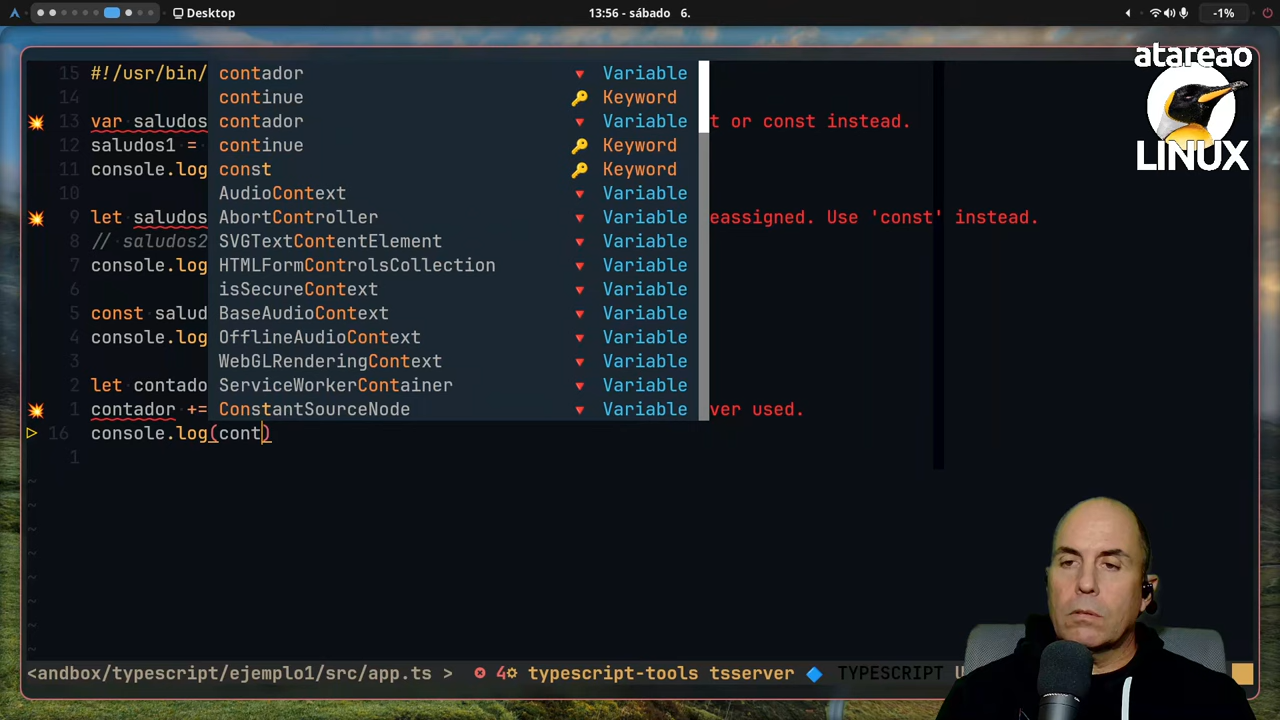 Desktop
13:56 - sábado 6.
-1%
atareao
LINUX
15 #!/usr/bin/
14
13 var saludos t or const instead.
12 saludos1 =
11 console.log
10
9 let saludos eassigned. Use 'const' instead.
8 // saludos2
7 console.log
6
5 const salud
4 console.log
3
2 let contado
1 contador += ver used.
16 console.log(cont)
1
contador Variable
continue Keyword
contador Variable
continue Keyword
const Keyword
AudioContext Variable
AbortController Variable
SVGTextContentElement Variable
HTMLFormControlsCollection Variable
isSecureContext Variable
BaseAudioContext Variable
OfflineAudioContext Variable
WebGLRenderingContext Variable
ServiceWorkerContainer Variable
ConstantSourceNode Variable
~
~
~
~
~
~
~
~
<andbox/typescript/ejemplo1/src/app.ts > 4 typescript-tools tsserver TYPESCRIPT U